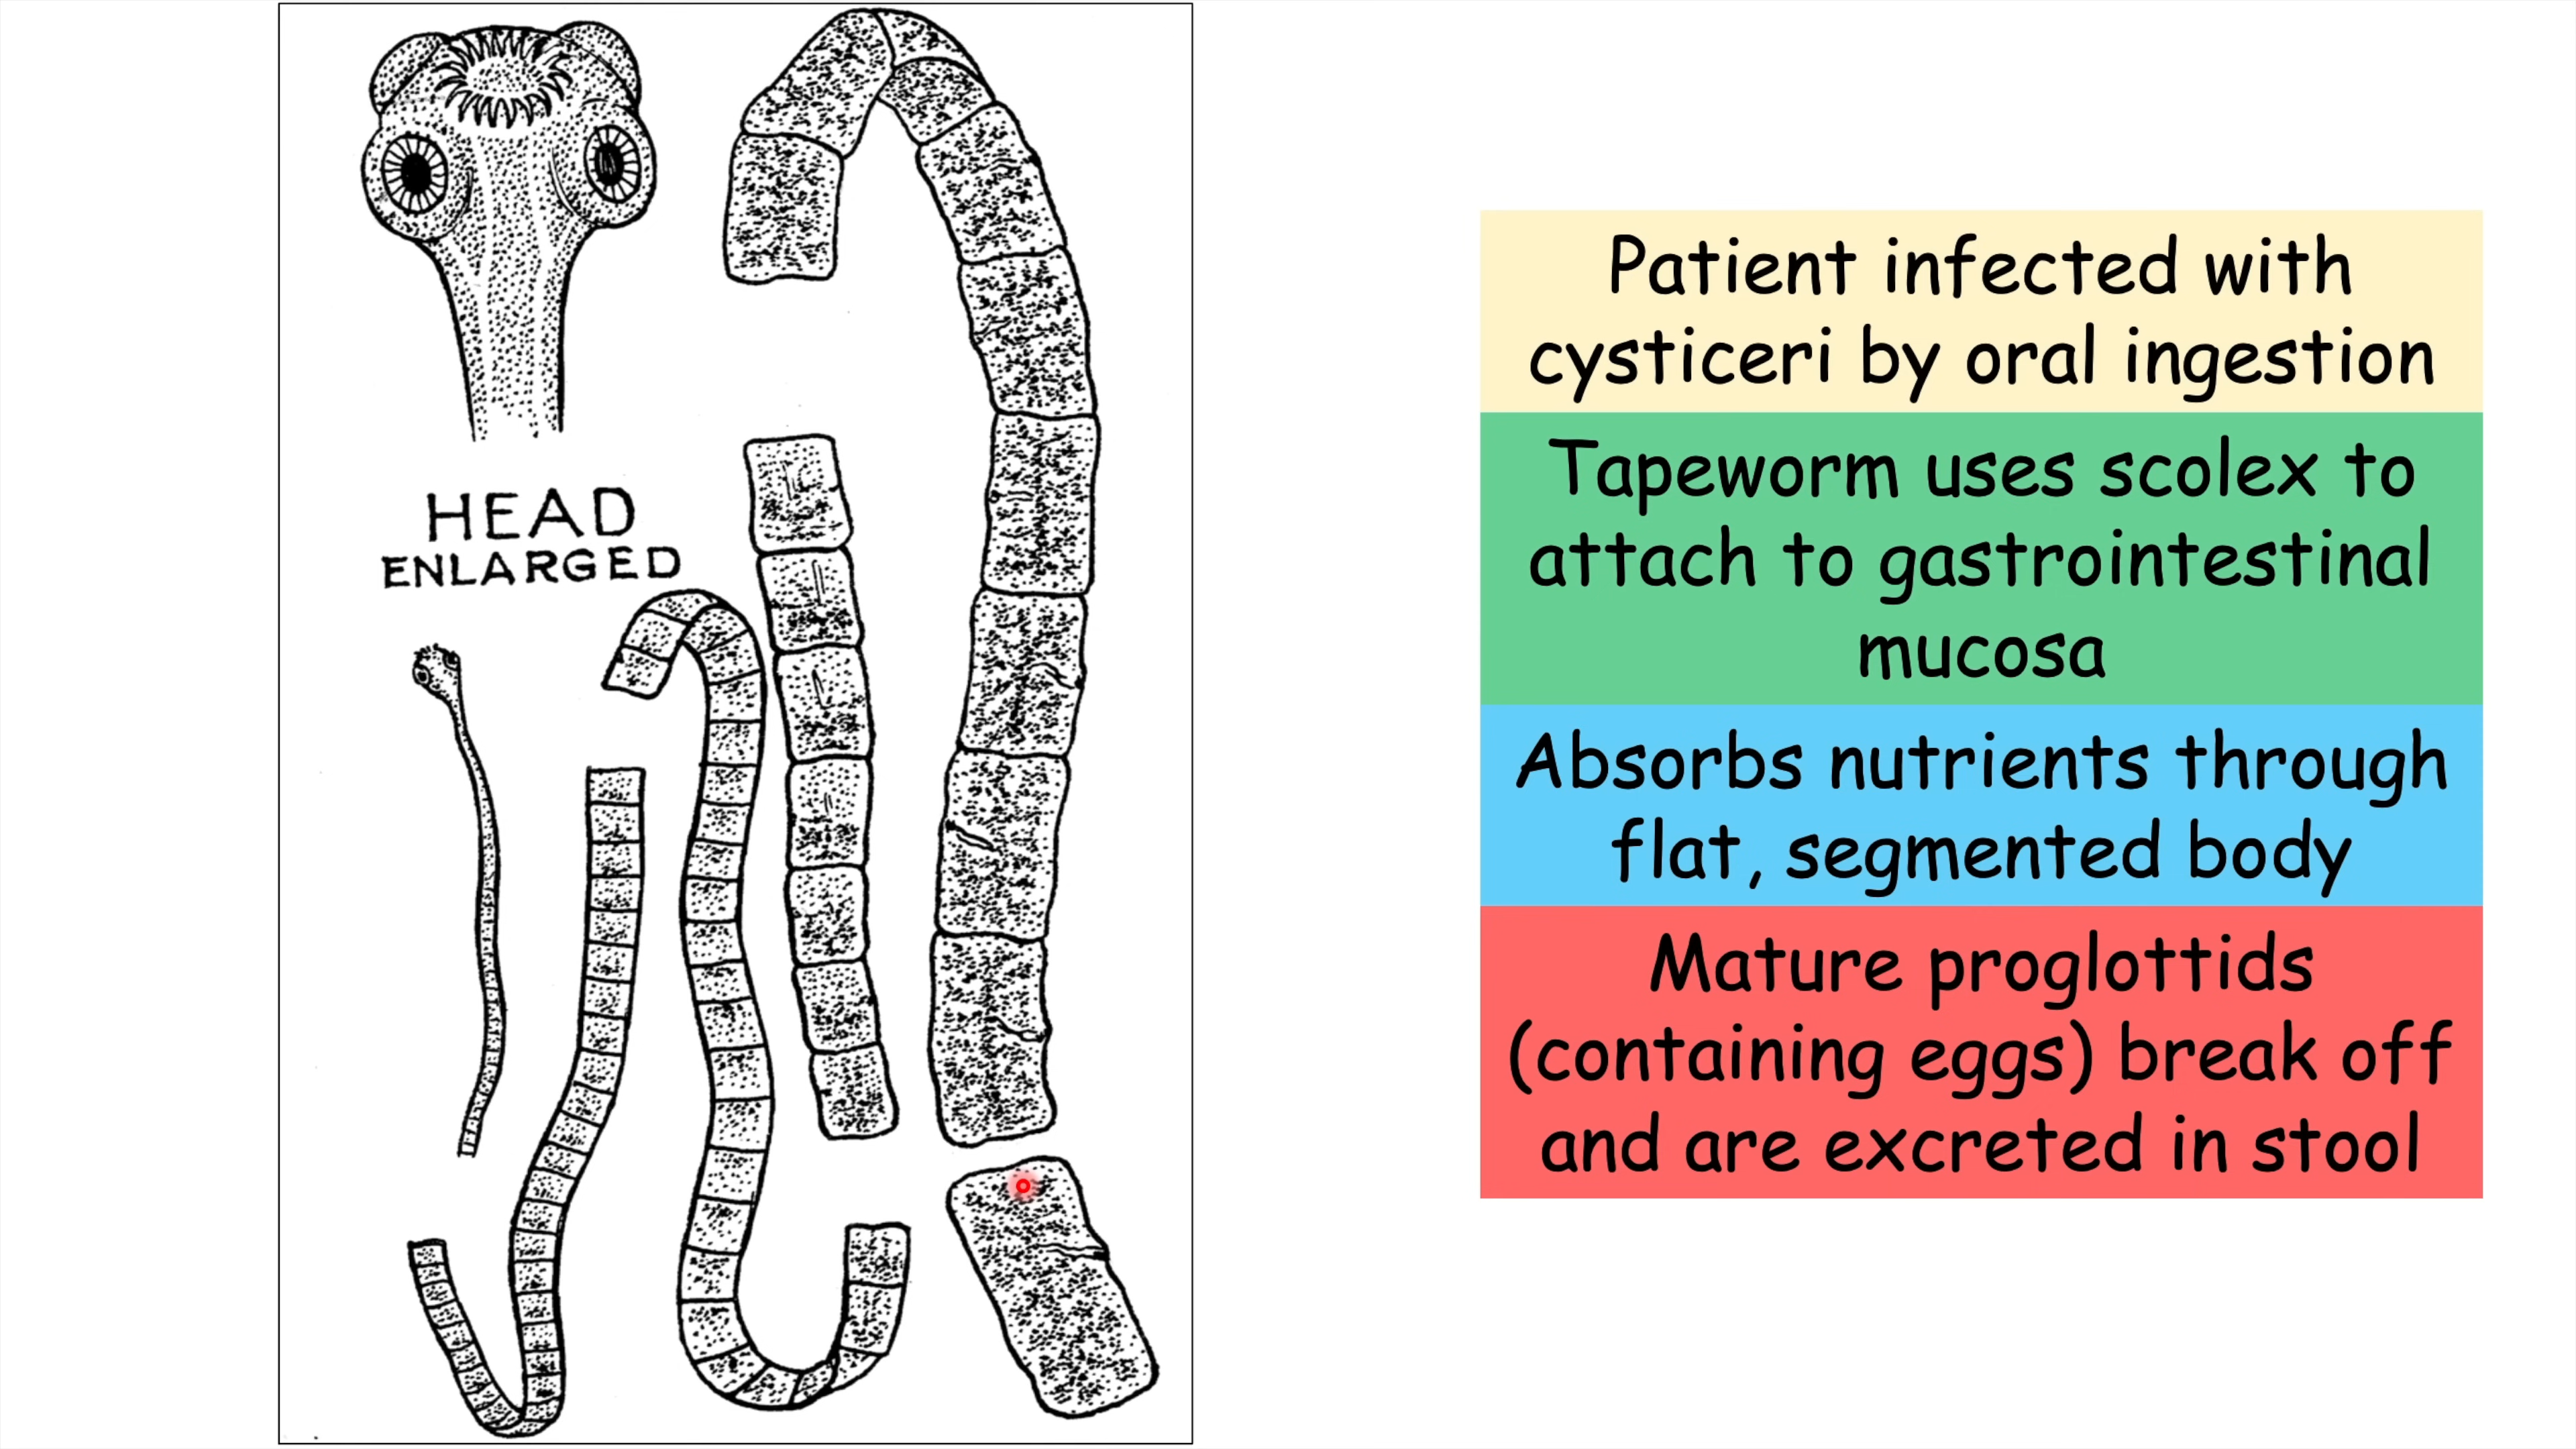 HEAD
ENLARGED
Patient infected with
cysticeri by oral ingestion
Tapeworm uses scolex to
attach to gastrointestinal
mucosa
Absorbs nutrients through
flat, segmented body
Mature proglottids
(containing eggs) break off
and are excreted in stool